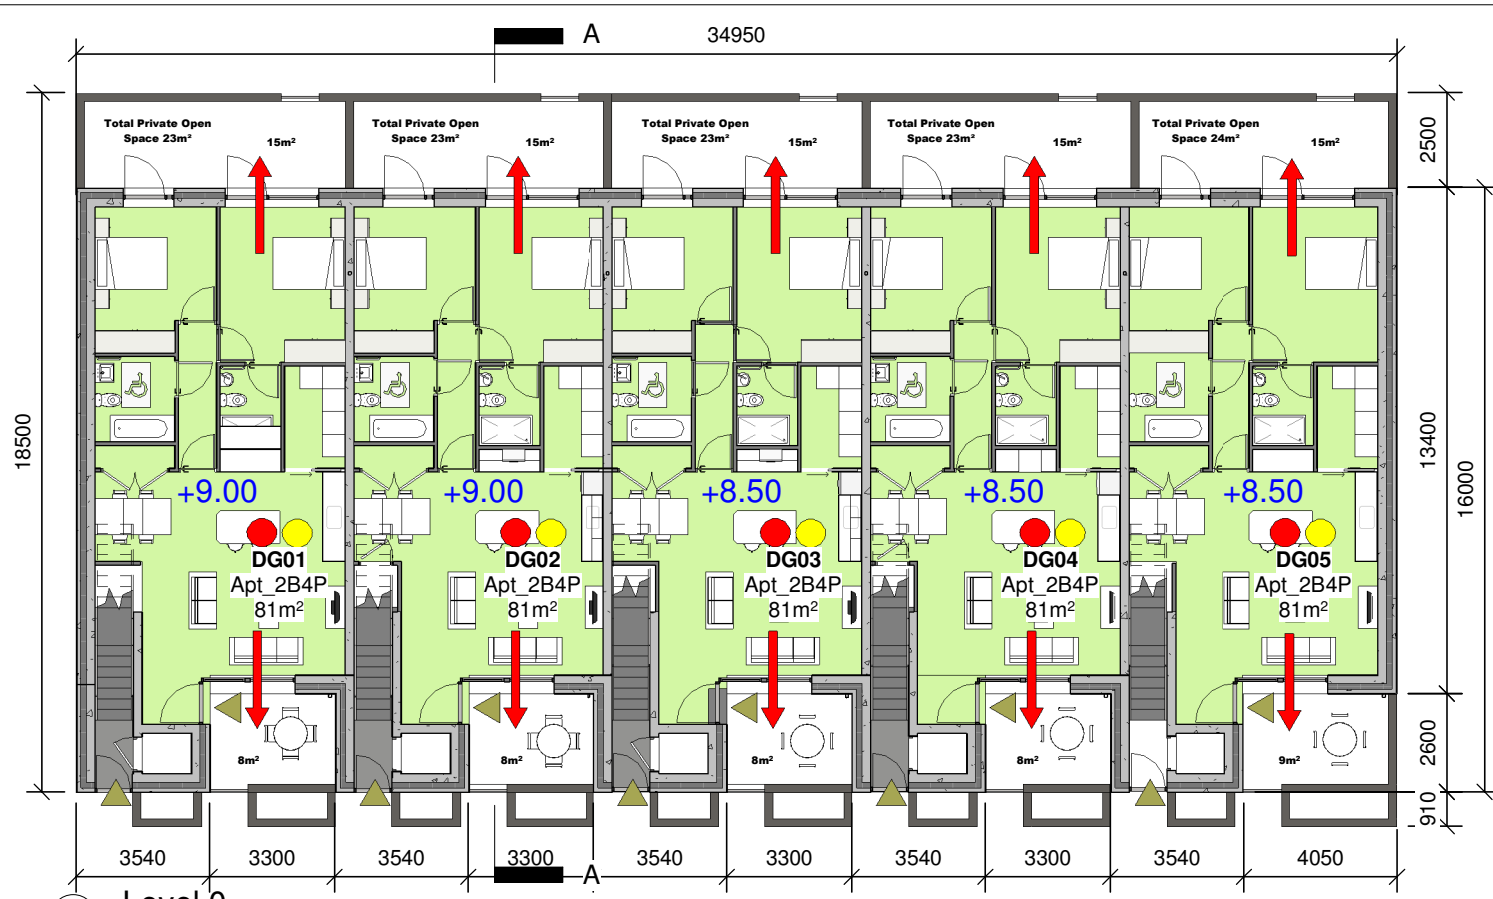 A
34950
Total Private Open
Space 23m²
15m²
Total Private Open
Space 23m²
15m²
Total Private Open
Space 23m²
15m²
Total Private Open
Space 23m²
15m²
Total Private Open
Space 24m²
15m²
2500
18500
13400
16000
+9.00
+9.00
+8.50
+8.50
+8.50
DG01
Apt_2B4P
81m²
DG02
Apt_2B4P
81m²
DG03
Apt_2B4P
81m²
DG04
Apt_2B4P
81m²
DG05
Apt_2B4P
81m²
8m²
8m²
8m²
8m²
9m²
2600
910
3540
3300
3540
3300
3540
3300
3540
3300
3540
4050
A
Level 0